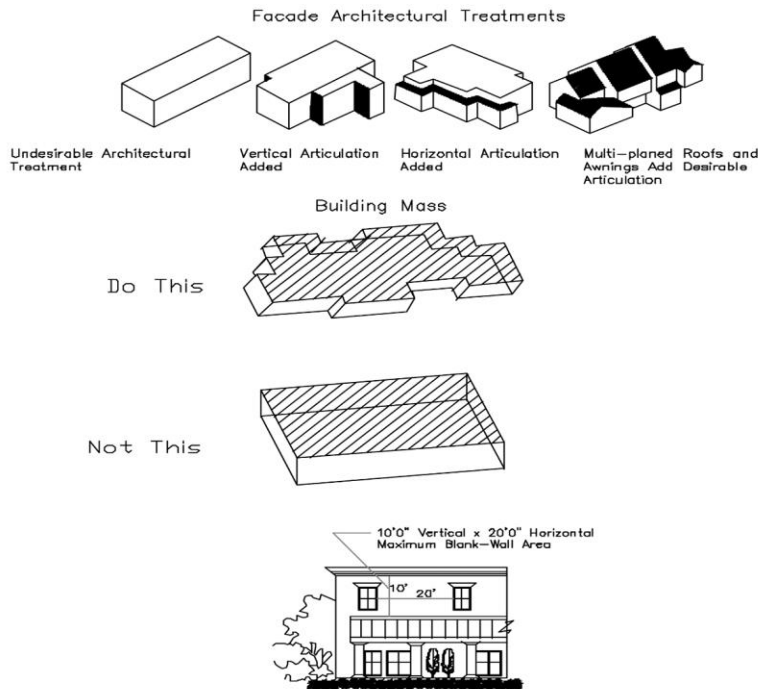 Facade Architectural Treatments
Undesirable Architectural
Treatment
Vertical Articulation
Added
Horizontal Articulation
Added
Multi-planed Roofs and
Awnings Add Desirable
Articulation
Building Mass
Do This
Not This
10'0" Vertical x 20'0" Horizontal
Maximum Blank-Wall Area
10'
20'